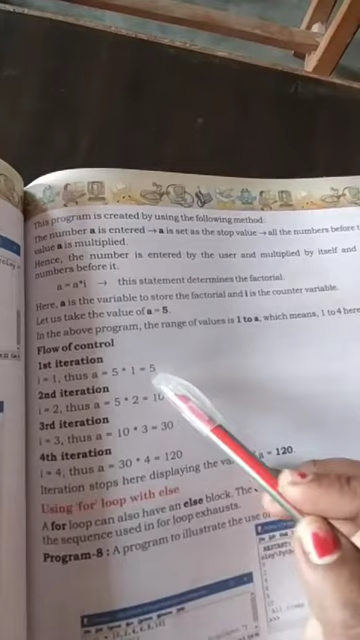 This program is created by using the following method:
The number a is entered → a is set as the stop value → all the numbers before t
value a is multiplied.
Hence, the number is entered by the user and multiplied by itself and
numbers before it.
a = a*i → this statement determines the factorial.
Here, a is the variable to store the factorial and i is the counter variable.
Let us take the value of a = 5.
In the above program, the range of values is 1 to a, which means, 1 to 4 here
Flow of control
1st iteration
i = 1, thus a = 5 * 1 = 5
2nd iteration
i = 2, thus a = 5 * 2 = 10
3rd iteration
i = 3, thus a = 10 * 3 = 30
4th iteration
i = 4, thus a = 30 * 4 = 120
Iteration stops here displaying the va a = 120.
Using 'for' loop with else
A for loop can also have an else block. The
the sequence used in for loop exhausts.
Program-8 : A program to illustrate the use